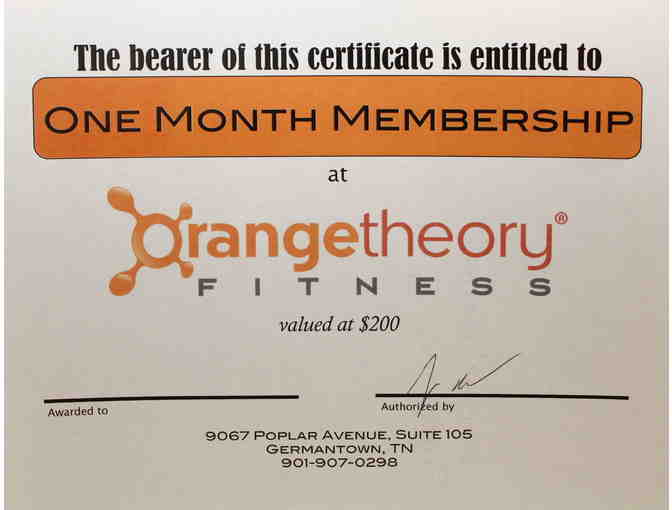 The bearer of this certificate is entitled to
ONE MONTH MEMBERSHIP
at
Orangetheory®
FITNESS
valued at $200
Awarded to
Authorized by
9067 POPLAR AVENUE, SUITE 105
GERMANTOWN, TN
901-907-0298